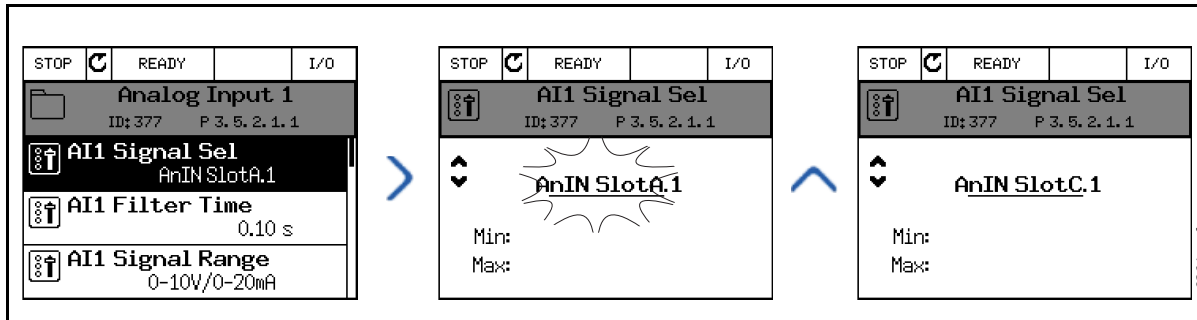 STOP READY I/O
Analog Input 1
ID:377 P3.5.2.1.1
AI1 Signal Sel
AnIN SlotA.1
AI1 Filter Time
0.10 s
AI1 Signal Range
0-10V/0-20mA
STOP READY I/O
AI1 Signal Sel
ID:377 P3.5.2.1.1
AnIN SlotA.1
Min:
Max:
STOP READY I/O
AI1 Signal Sel
ID:377 P3.5.2.1.1
AnIN SlotC.1
Min:
Max: